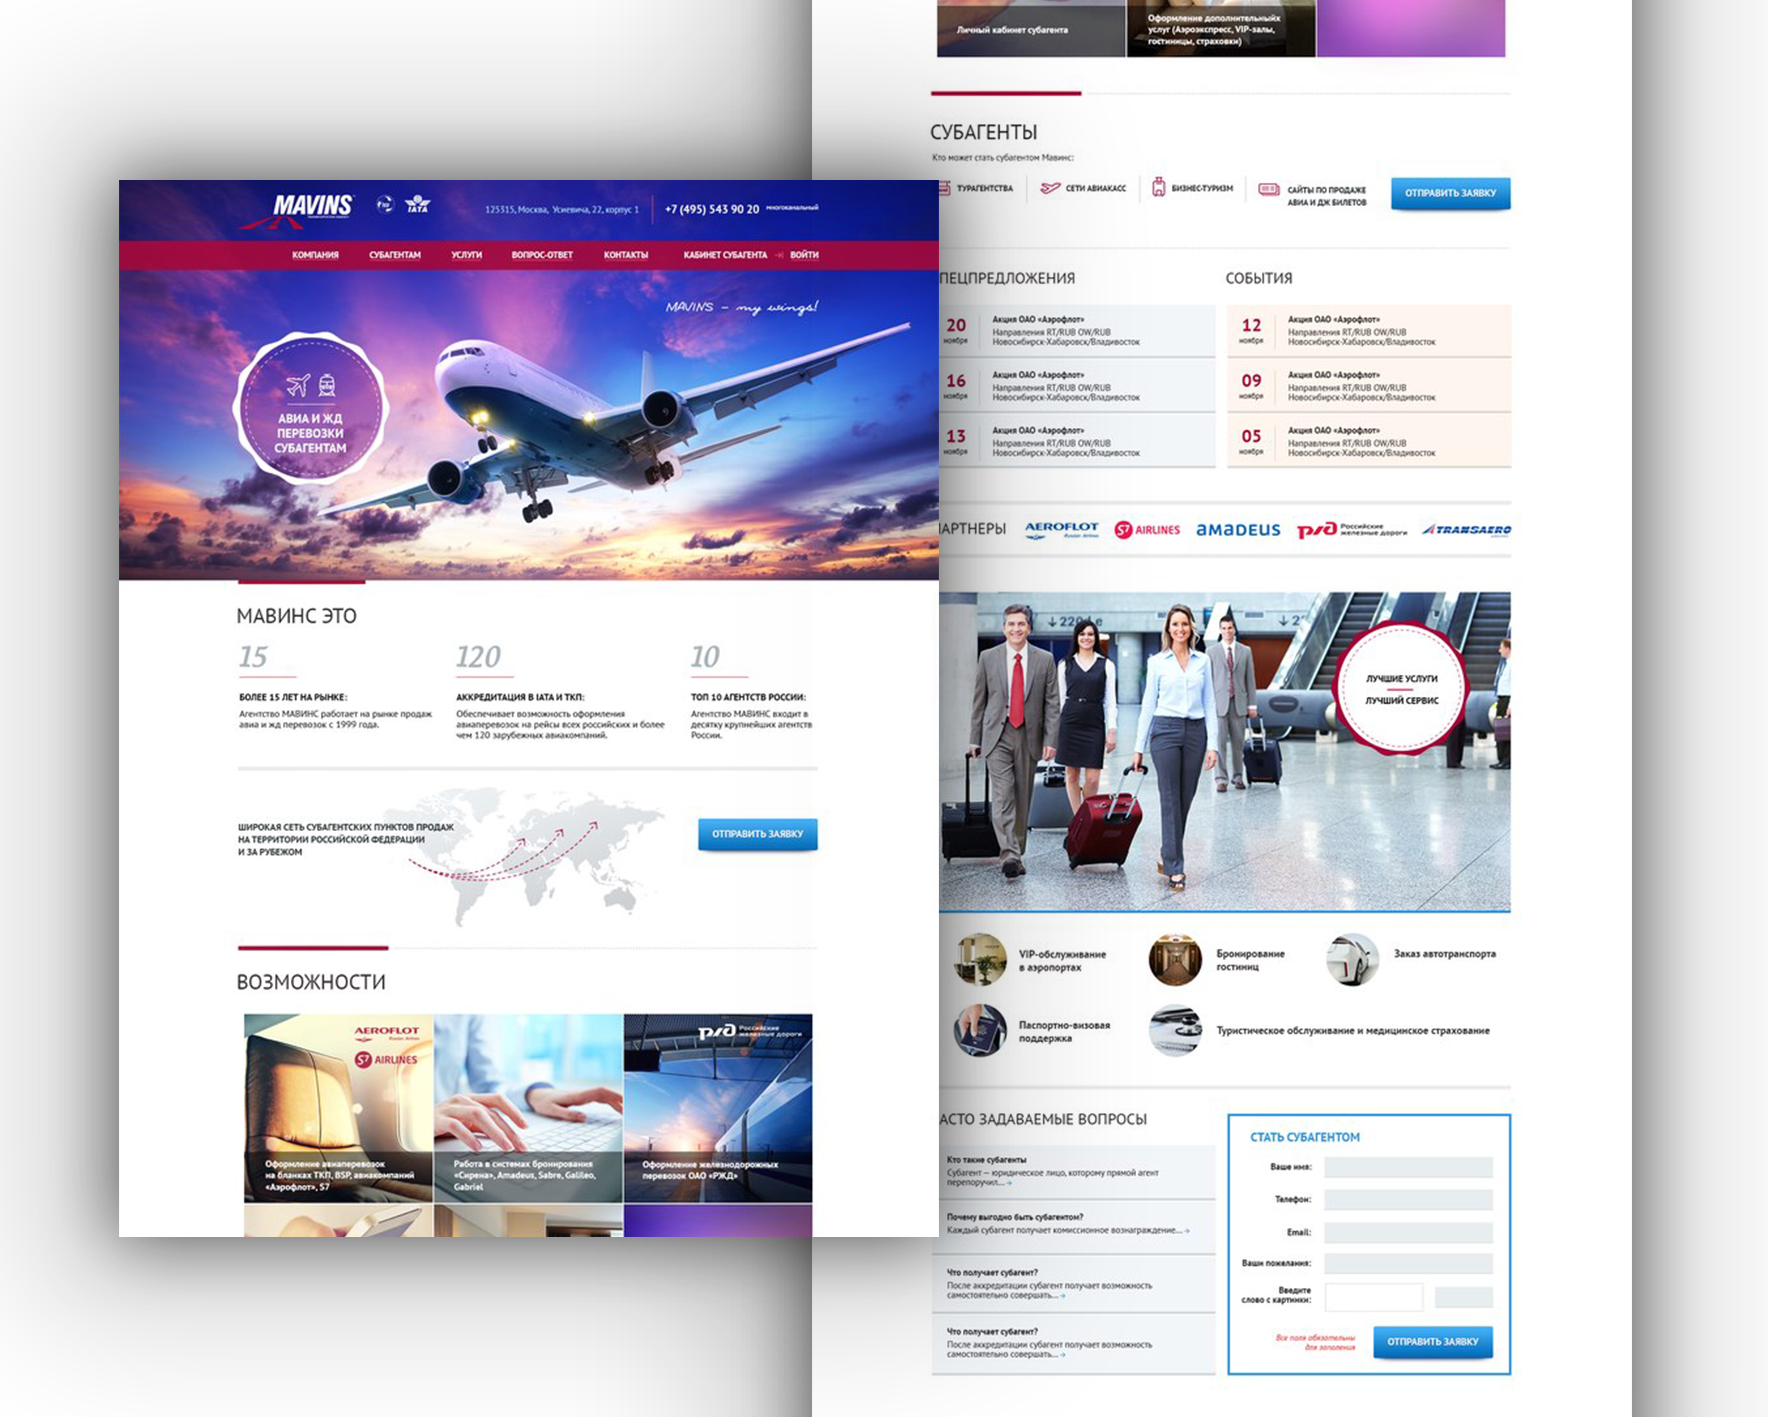 MAVINS
IATA
125315, Москва, Усиевича, 22, корпус 1
+7 (495) 543 90 20 многоканальный
КОМПАНИЯ СУБАГЕНТАМ УСЛУГИ ВОПРОС-ОТВЕТ КОНТАКТЫ КАБИНЕТ СУБАГЕНТА ВОЙТИ
MAVINS – my wings!
АВИА И ЖД
ПЕРЕВОЗКИ
СУБАГЕНТАМ
МАВИНС ЭТО
15
БОЛЕЕ 15 ЛЕТ НА РЫНКЕ:
Агентство МАВИНС работает на рынке продаж
авиа и жд перевозок с 1999 года.
120
АККРЕДИТАЦИЯ В IATA И ТКП:
Обеспечивает возможность оформления
авиаперевозок на рейсы всех российских и более
чем 120 зарубежных авиакомпаний.
10
ТОП 10 АГЕНТСТВ РОССИИ:
Агентство МАВИНС входит в
десятку крупнейших агентств
России.
ШИРОКАЯ СЕТЬ СУБАГЕНТСКИХ ПУНКТОВ ПРОДАЖ
НА ТЕРРИТОРИИ РОССИЙСКОЙ ФЕДЕРАЦИИ
И ЗА РУБЕЖОМ
ОТПРАВИТЬ ЗАЯВКУ
ВОЗМОЖНОСТИ
AEROFLOT
Russian Airlines
S7 AIRLINES
Оформление авиаперевозок
на бланках ТКП, BSP, авиакомпаний
«Аэрофлот», S7
Работа в системах бронирования
«Сирена», Amadeus, Sabre, Galileo,
Gabriel
ржд Российские
железные дороги
Оформление железнодорожных
перевозок ОАО «РЖД»
Личный кабинет субагента
Оформление дополнительныйх
услуг (Аэроэкспресс, VIP-залы,
гостиницы, страховки)
СУБАГЕНТЫ
Кто может стать субагентом Мавинс:
ТУРАГЕНТСТВА
СЕТИ АВИАКАСС
БИЗНЕС-ТУРИЗМ
САЙТЫ ПО ПРОДАЖЕ
АВИА И ДЖ БИЛЕТОВ
ОТПРАВИТЬ ЗАЯВКУ
ПЕЦПРЕДЛОЖЕНИЯ
20 ноября
Акция ОАО «Аэрофлот»
Направления RT/RUB OW/RUB
Новосибирск-Хабаровск/Владивосток
16 ноября
Акция ОАО «Аэрофлот»
Направления RT/RUB OW/RUB
Новосибирск-Хабаровск/Владивосток
13 ноября
Акция ОАО «Аэрофлот»
Направления RT/RUB OW/RUB
Новосибирск-Хабаровск/Владивосток
СОБЫТИЯ
12 ноября
Акция ОАО «Аэрофлот»
Направления RT/RUB OW/RUB
Новосибирск-Хабаровск/Владивосток
09 ноября
Акция ОАО «Аэрофлот»
Направления RT/RUB OW/RUB
Новосибирск-Хабаровск/Владивосток
05 ноября
Акция ОАО «Аэрофлот»
Направления RT/RUB OW/RUB
Новосибирск-Хабаровск/Владивосток
АРТНЕРЫ
AEROFLOT
Russian Airlines
S7 AIRLINES
amadeus
ржд Российские
железные дороги
TRANSAERO
ЛУЧШИЕ УСЛУГИ
ЛУЧШИЙ СЕРВИС
VIP-обслуживание
в аэропортах
Бронирование
гостиниц
Заказ автотранспорта
Паспортно-визовая
поддержка
Туристическое обслуживание и медицинское страхование
АСТО ЗАДАВАЕМЫЕ ВОПРОСЫ
Кто такие субагенты
Субагент — юридическое лицо, которому прямой агент
перепоручил... →
Почему выгодно быть субагентом?
Каждый субагент получает комиссионное вознаграждение... →
Что получает субагент?
После аккредитации субагент получает возможность
самостоятельно совершать... →
Что получает субагент?
После аккредитации субагент получает возможность
самостоятельно совершать... →
СТАТЬ СУБАГЕНТОМ
Ваше имя:
Телефон:
Email:
Ваши пожелания:
Введите
слово с картинки:
Все поля обязательны
для заполения
ОТПРАВИТЬ ЗАЯВКУ